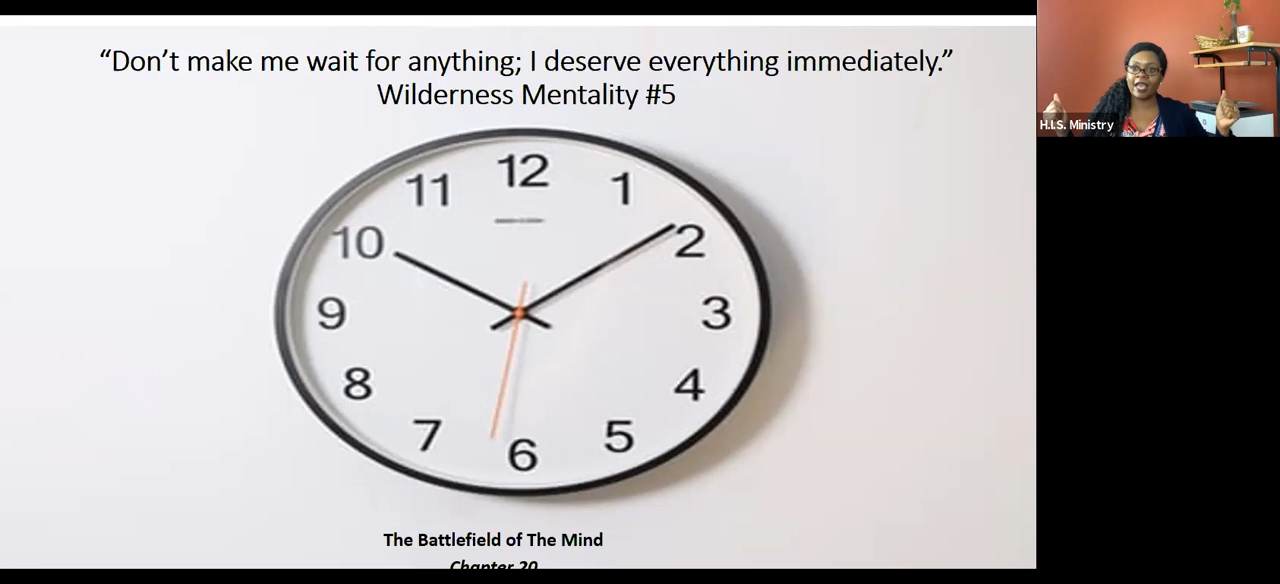 “Don’t make me wait for anything; I deserve everything immediately.”
Wilderness Mentality #5
12
11
1
10
2
9
3
8
4
7
5
6
The Battlefield of The Mind
Chapter 20
H.I.S. Ministry